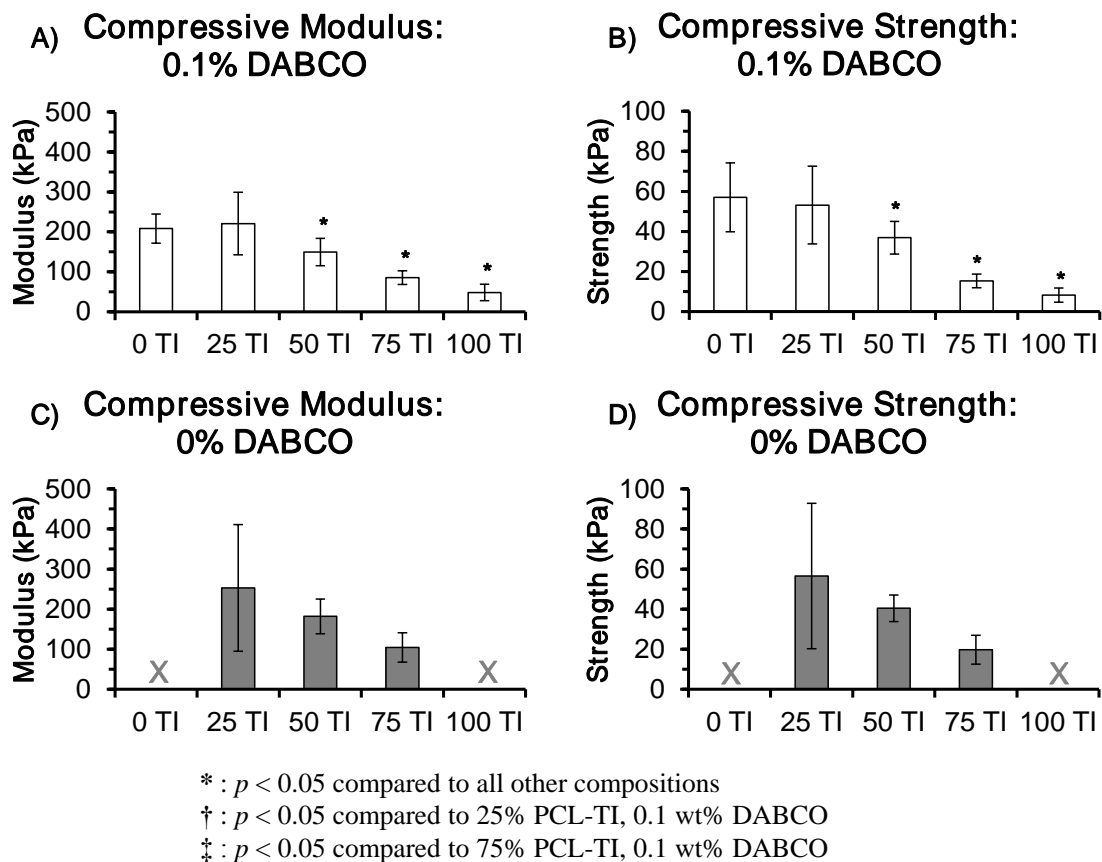 A) Compressive Modulus:
0.1% DABCO
Modulus (kPa)
500
400
300
200
100
0
* * *
0 TI 25 TI 50 TI 75 TI 100 TI
B) Compressive Strength:
0.1% DABCO
Strength (kPa)
100
80
60
40
20
0
* * *
0 TI 25 TI 50 TI 75 TI 100 TI
C) Compressive Modulus:
0% DABCO
Modulus (kPa)
500
400
300
200
100
0
X X
0 TI 25 TI 50 TI 75 TI 100 TI
D) Compressive Strength:
0% DABCO
Strength (kPa)
100
80
60
40
20
0
X X
0 TI 25 TI 50 TI 75 TI 100 TI
* : p < 0.05 compared to all other compositions
† : p < 0.05 compared to 25% PCL-TI, 0.1 wt% DABCO
‡ : p < 0.05 compared to 75% PCL-TI, 0.1 wt% DABCO